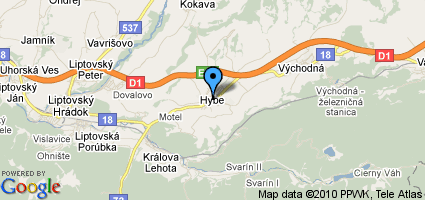 Ondrej
Kokava
537
Jamník
Vavrišovo
Uhorská Ves
Liptovský
Peter
D1
E
18
D1
Východná
Dovalovo
Liptovský
Ján
Liptovský
Hrádok
Hybe
18
Motel
Východná -
železničná
stanica
Vislavice
Ohnište
Liptovská
Porúbka
Kráľova
Lehota
Svarín II
Svarín I
Cierny Váh
72
POWERED BY
Google
Map data ©2010 PPWK, Tele Atlas